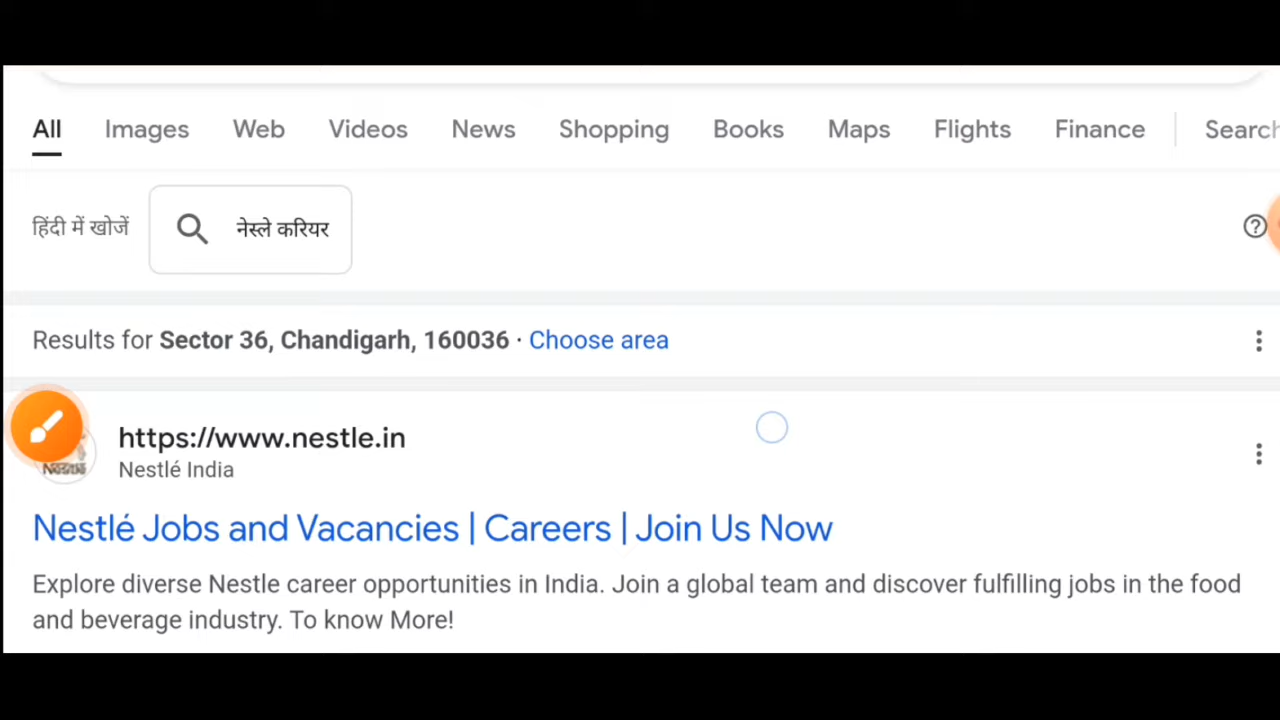 All Images Web Videos News Shopping Books Maps Flights Finance Search
हिंदी में खोजें नेस्ले करियर
Results for Sector 36, Chandigarh, 160036 · Choose area
https://www.nestle.in
Nestlé India
Nestlé Jobs and Vacancies | Careers | Join Us Now
Explore diverse Nestle career opportunities in India. Join a global team and discover fulfilling jobs in the food
and beverage industry. To know More!